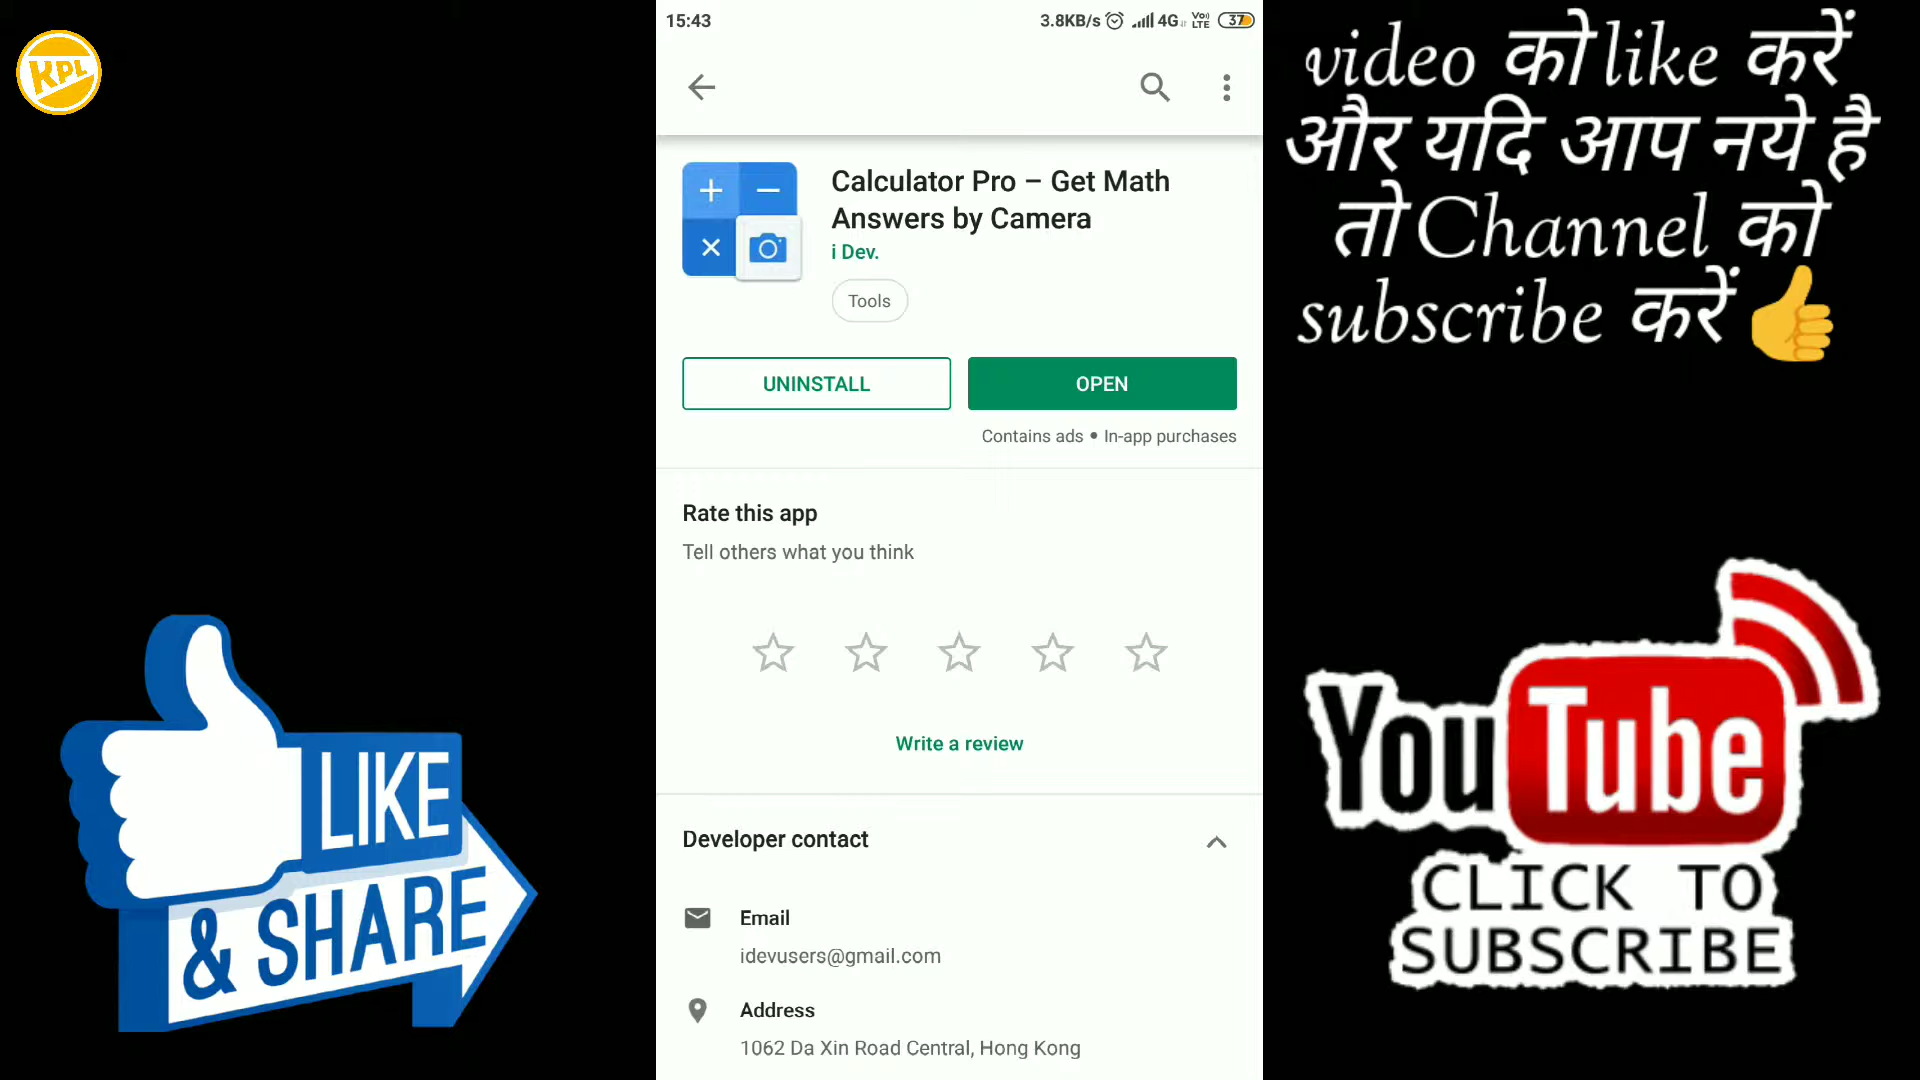 KPL
15:43
3.8KB/s 4G Vo) LTE 37
Calculator Pro – Get Math
Answers by Camera
i Dev.
Tools
UNINSTALL
OPEN
Contains ads • In-app purchases
Rate this app
Tell others what you think
Write a review
Developer contact
Email
idevusers@gmail.com
Address
1062 Da Xin Road Central, Hong Kong
video को like करें
और यदि आप नये है
तो Channel को
subscribe करें
LIKE
& SHARE
YouTube
CLICK TO
SUBSCRIBE